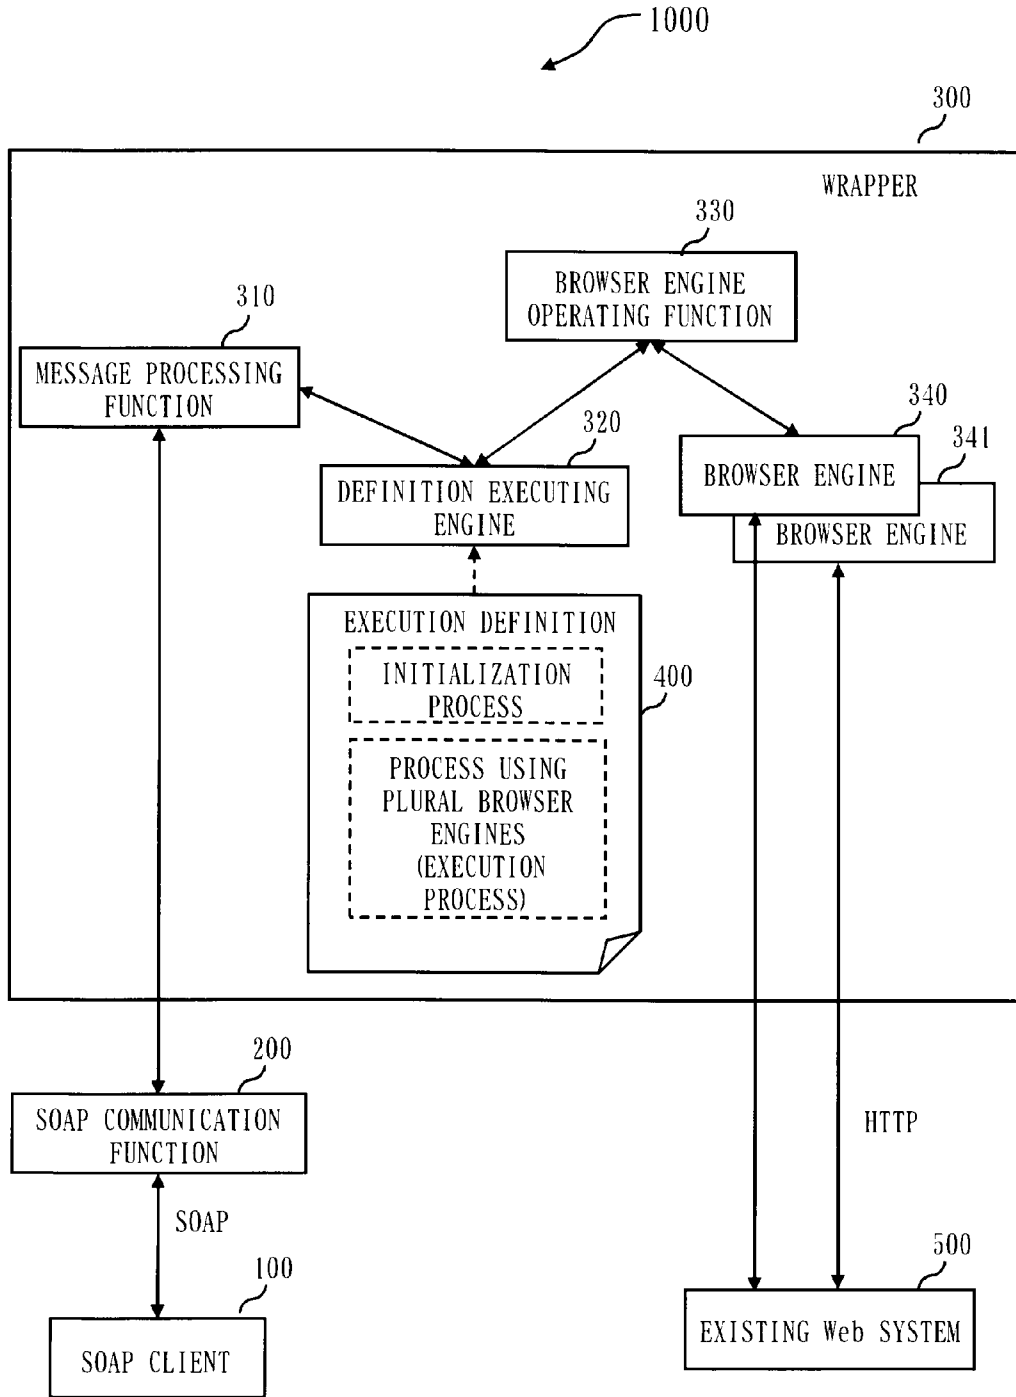 1000
300
WRAPPER
330
BROWSER ENGINE
OPERATING FUNCTION
310
MESSAGE PROCESSING
FUNCTION
320
DEFINITION EXECUTING
ENGINE
340
BROWSER ENGINE
341
BROWSER ENGINE
EXECUTION DEFINITION
INITIALIZATION
PROCESS
400
PROCESS USING
PLURAL BROWSER
ENGINES
(EXECUTION
PROCESS)
200
SOAP COMMUNICATION
FUNCTION
HTTP
SOAP
100
SOAP CLIENT
500
EXISTING Web SYSTEM